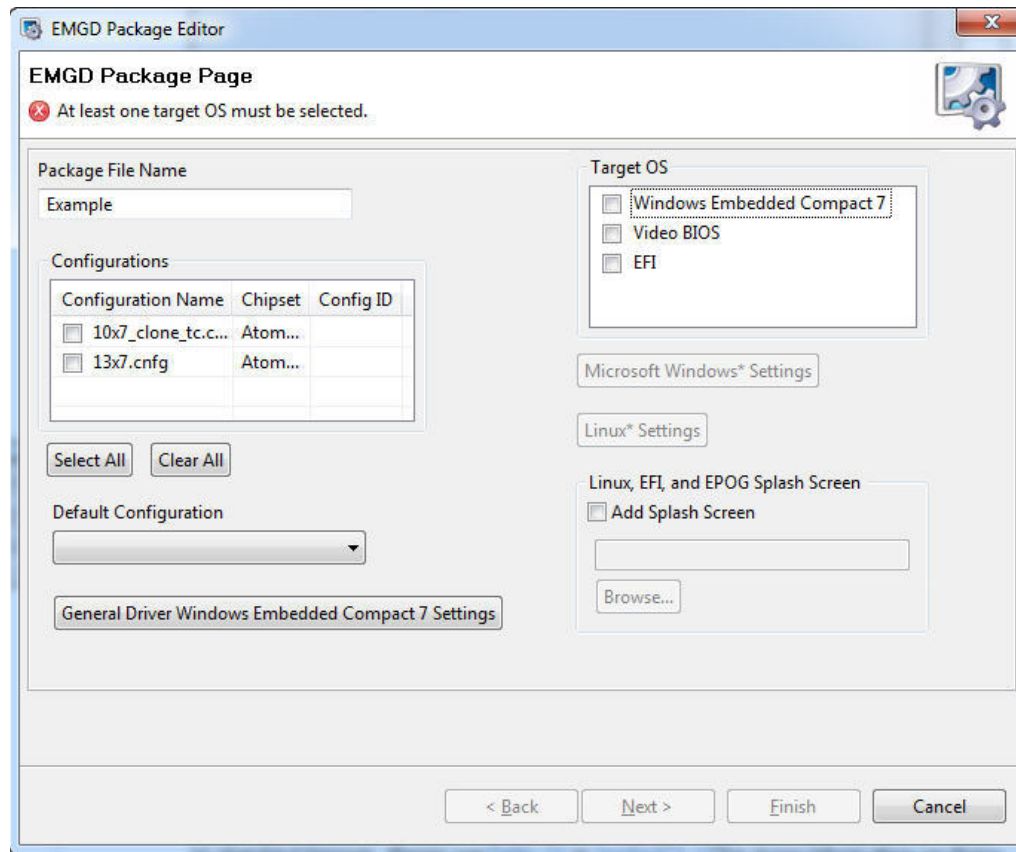 EMGD Package Editor
EMGD Package Page
At least one target OS must be selected.
Package File Name
Example
Configurations
Configuration Name Chipset Config ID
10x7_clone_tc.c... Atom...
13x7.cnfg Atom...
Select All Clear All
Default Configuration
General Driver Windows Embedded Compact 7 Settings
Target OS
Windows Embedded Compact 7
Video BIOS
EFI
Microsoft Windows* Settings
Linux* Settings
Linux, EFI, and EPOG Splash Screen
Add Splash Screen
Browse...
< Back Next > Finish Cancel